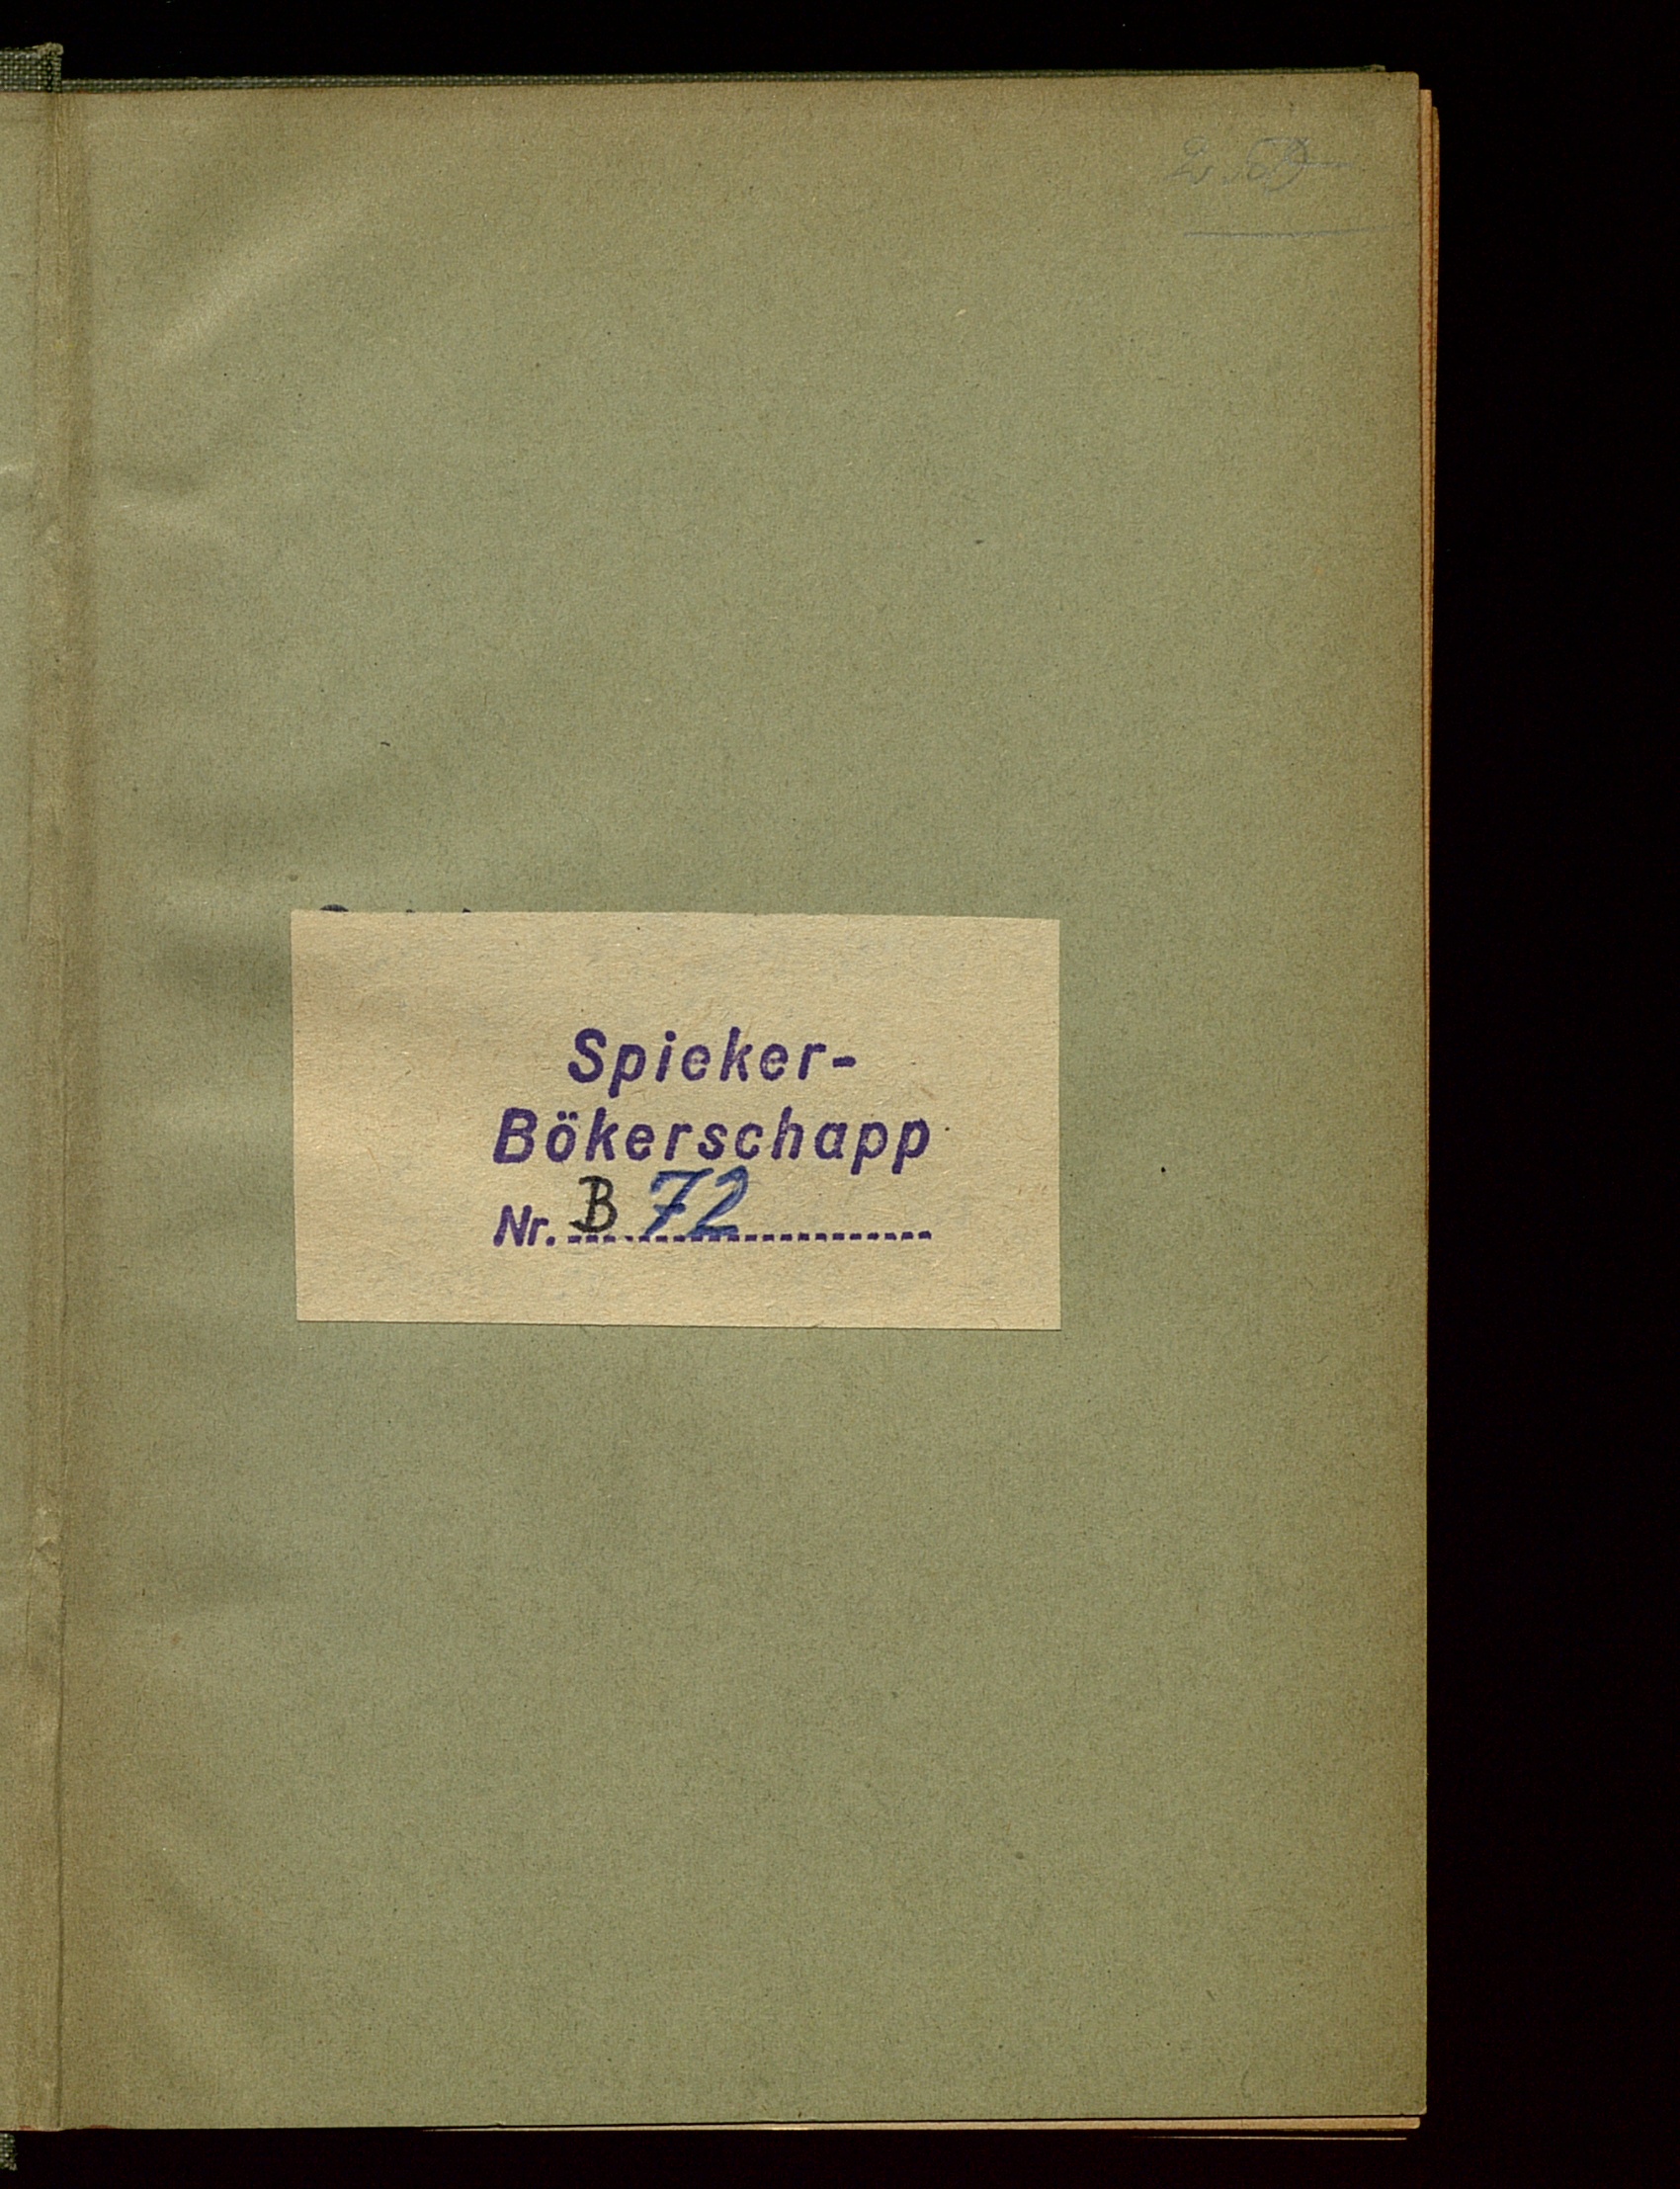 Spieker-
Bökerschapp
Nr. B 72